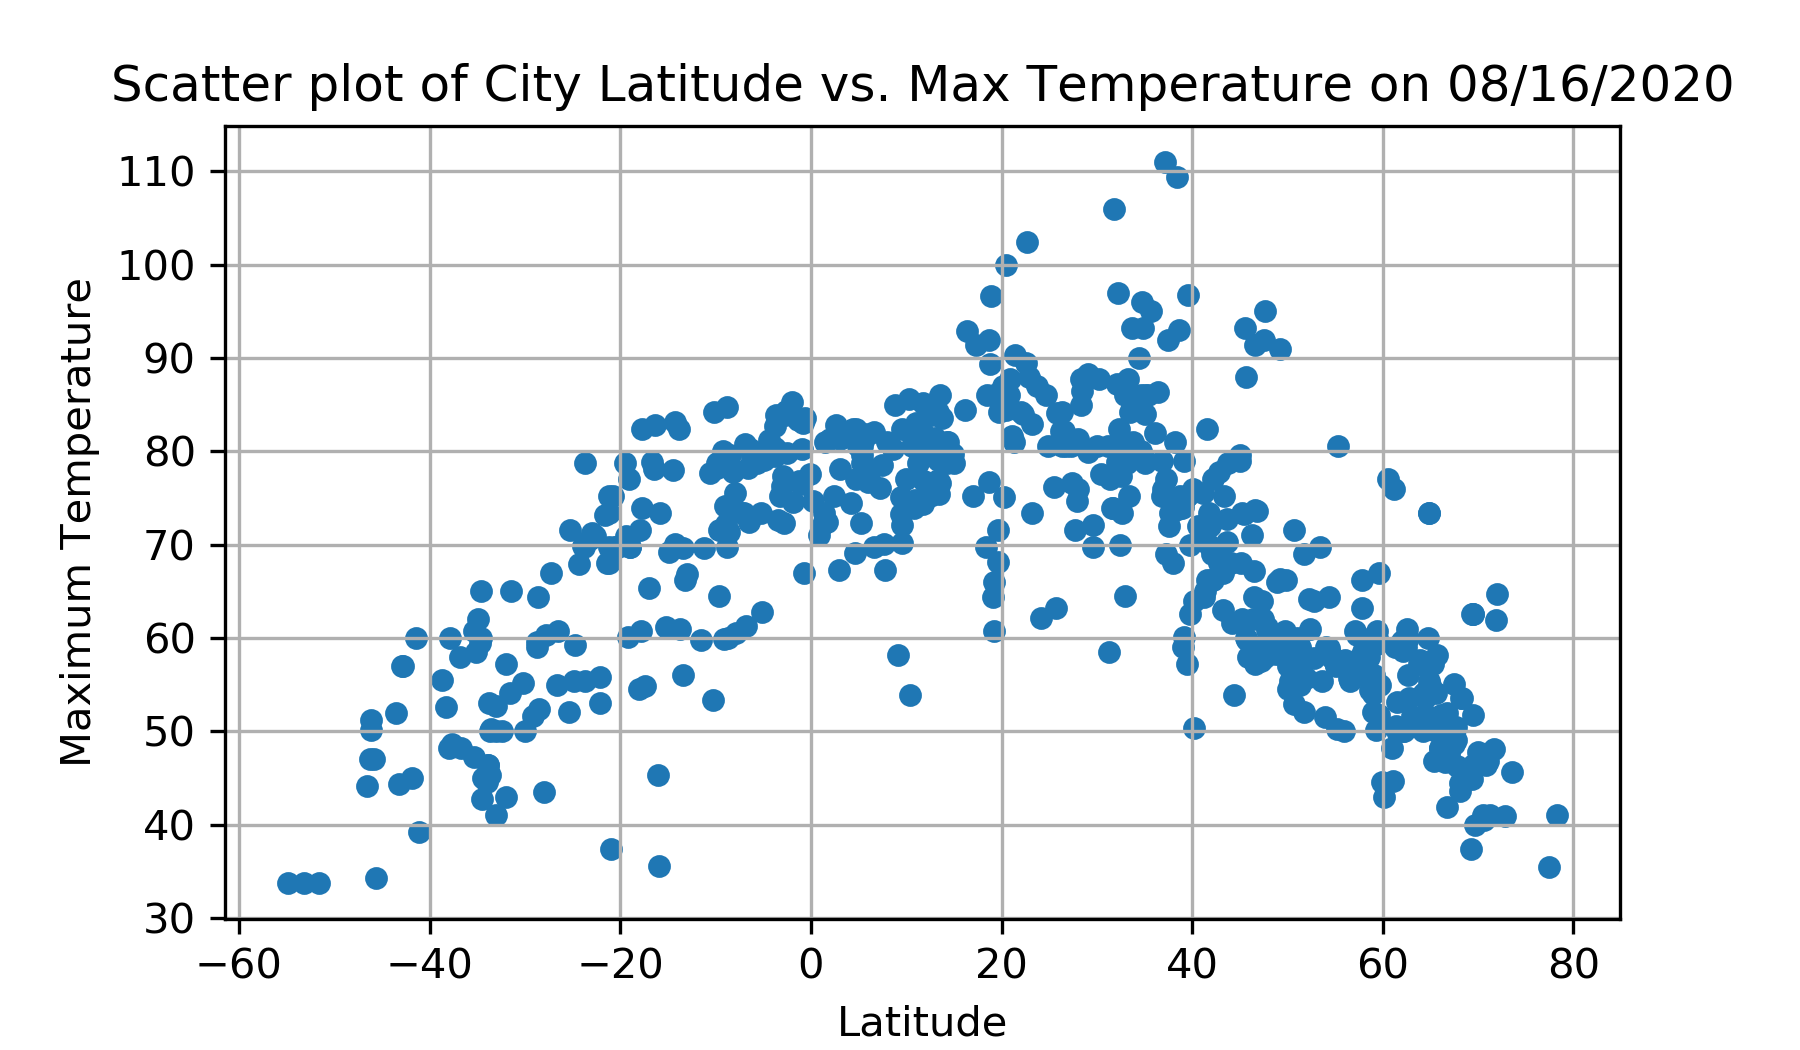 Scatter plot of City Latitude vs. Max Temperature on 08/16/2020
Maximum Temperature
110
100
90
80
70
60
50
40
30
−60 −40 −20 0 20 40 60 80
Latitude